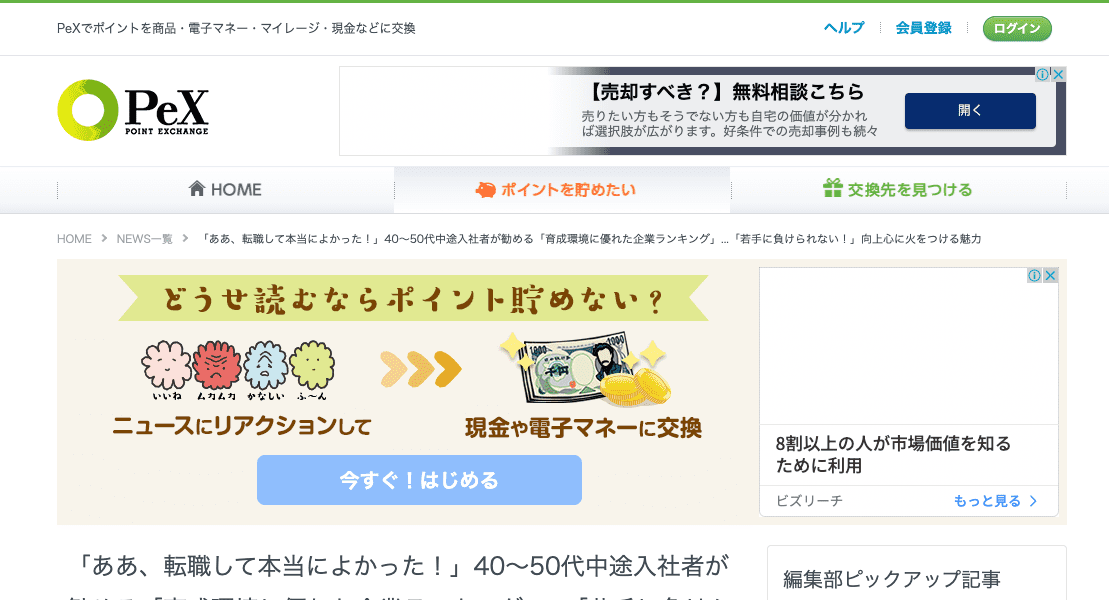 PeXでポイントを商品・電子マネー・マイレージ・現金などに交換
ヘルプ
会員登録
ログイン
PeX
POINT EXCHANGE
【売却すべき？】無料相談こちら
売りたい方もそうでない方も自宅の価値が分かれ
ば選択肢が広がります。好条件での売却事例も続々
開く
HOME
ポイントを貯めたい
交換先を見つける
HOME > NEWS一覧 > 「ああ、転職して本当によかった！」40〜50代中途入社者が勧める「育成環境に優れた企業ランキング」...「若手に負けられない！」向上心に火をつける魅力
どうせ読むならポイント貯めない？
いいね ムカムカ かなしい ふ〜ん
ニュースにリアクションして
現金や電子マネーに交換
今すぐ！はじめる
8割以上の人が市場価値を知る
ために利用
ビズリーチ
もっと見る
「ああ、転職して本当によかった！」40〜50代中途入社者が
編集部ピックアップ記事